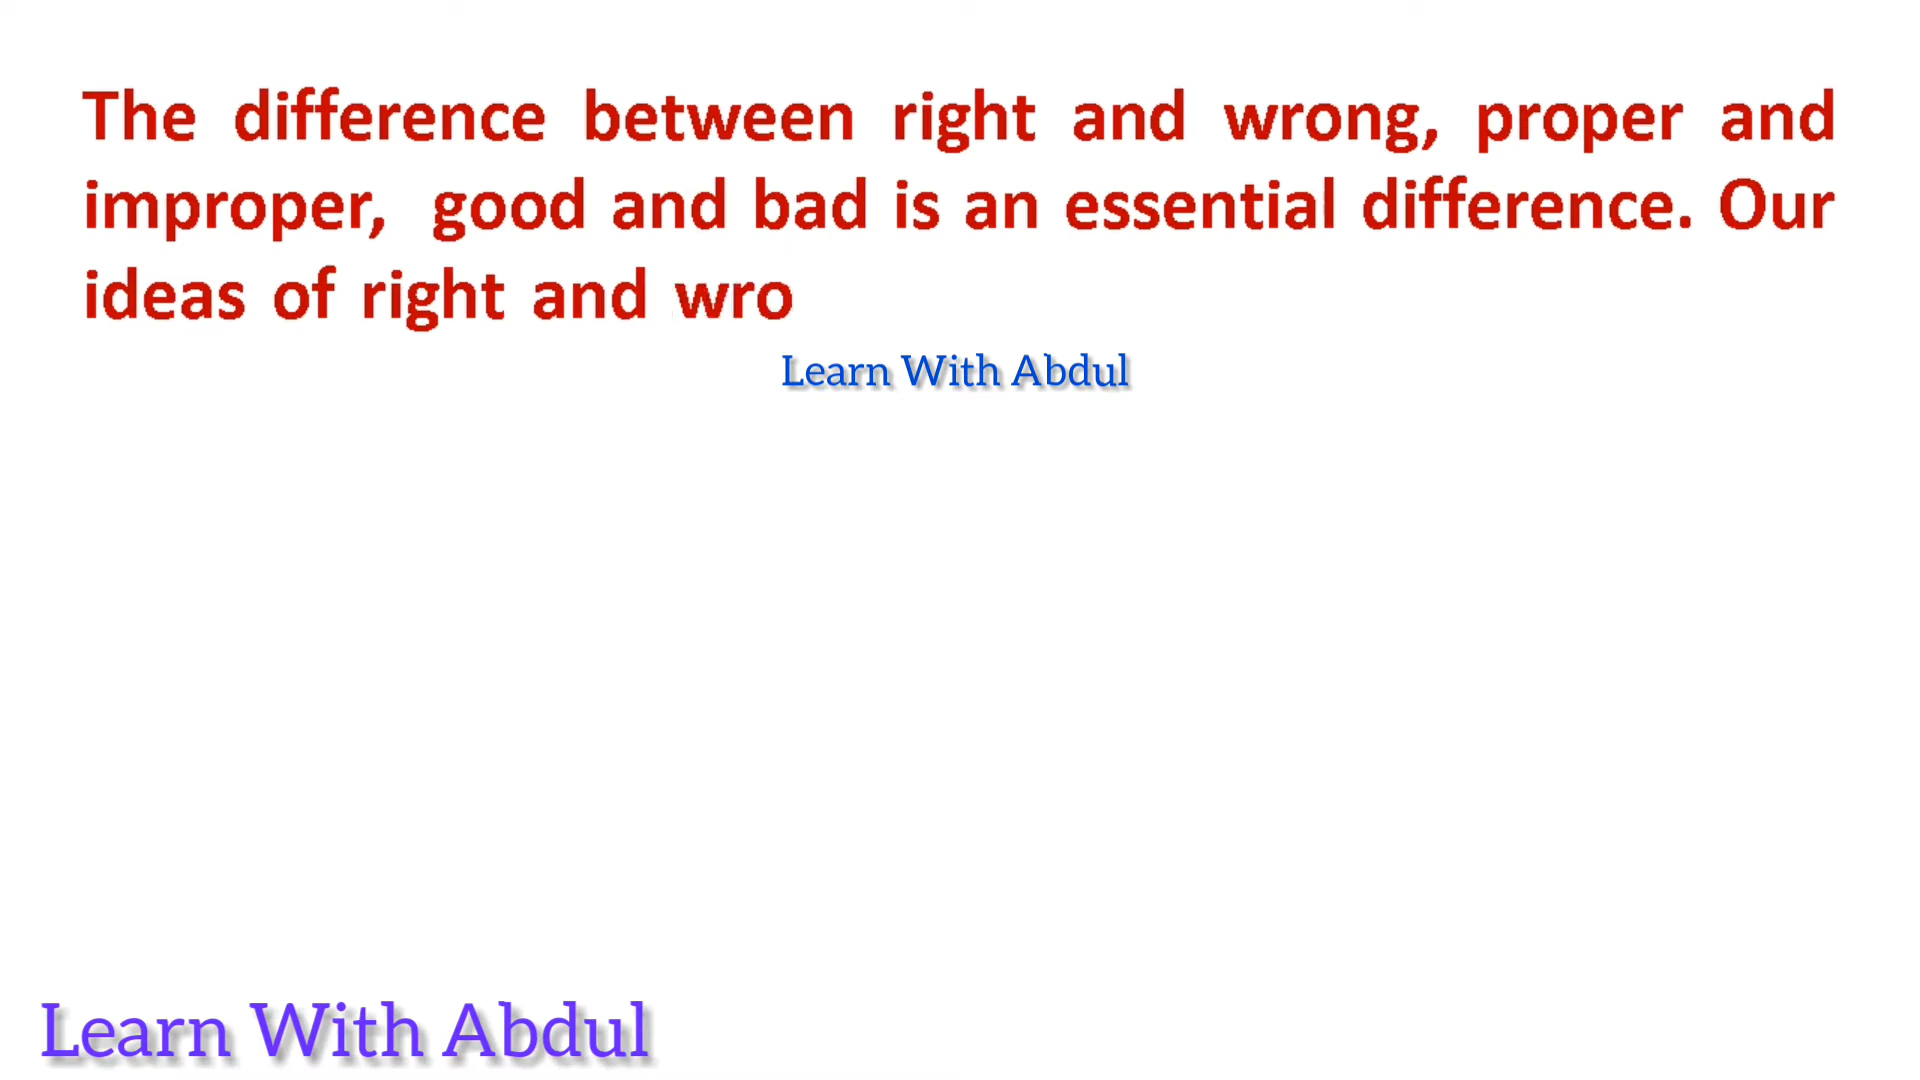 The difference between right and wrong, proper and
improper, good and bad is an essential difference. Our
ideas of right and wro
Learn With Abdul
Learn With Abdul